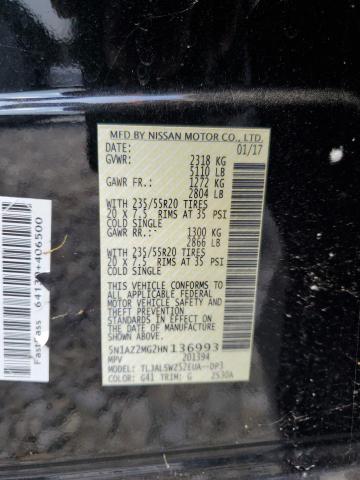 MFD BY NISSAN MOTOR CO., LTD.
DATE: 01/17
GVWR: 2318 KG
5110 LB
GAWR FR.: 1272 KG
2804 LB
WITH 235/55R20 TIRES
20 X 7.5 RIMS AT 35 PSI
COLD SINGLE
GAWR RR.: 1300 KG
2866 LB
WITH 235/55R20 TIRES
20 X 7.5 RIMS AT 35 PSI
COLD SINGLE
THIS VEHICLE CONFORMS TO ALL
APPLICABLE FEDERAL MOTOR
VEHICLE SAFETY AND THEFT
PREVENTION STANDARDS IN
EFFECT ON THE DATE OF
MANUFACTURE SHOWN ABOVE.
5N1AZ2MG2HN136993
MPV 201394
MODEL: TLJALSWZ52EUA--DP3
COLOR: G41 TRIM: G 2530A